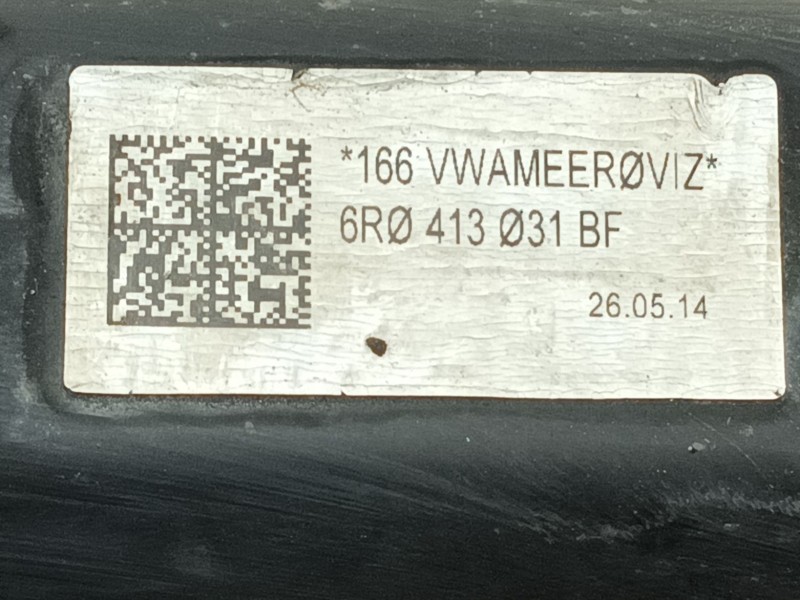 *166 VWAMEERØVIZ*
6RØ 413 Ø31 BF
26.05.14